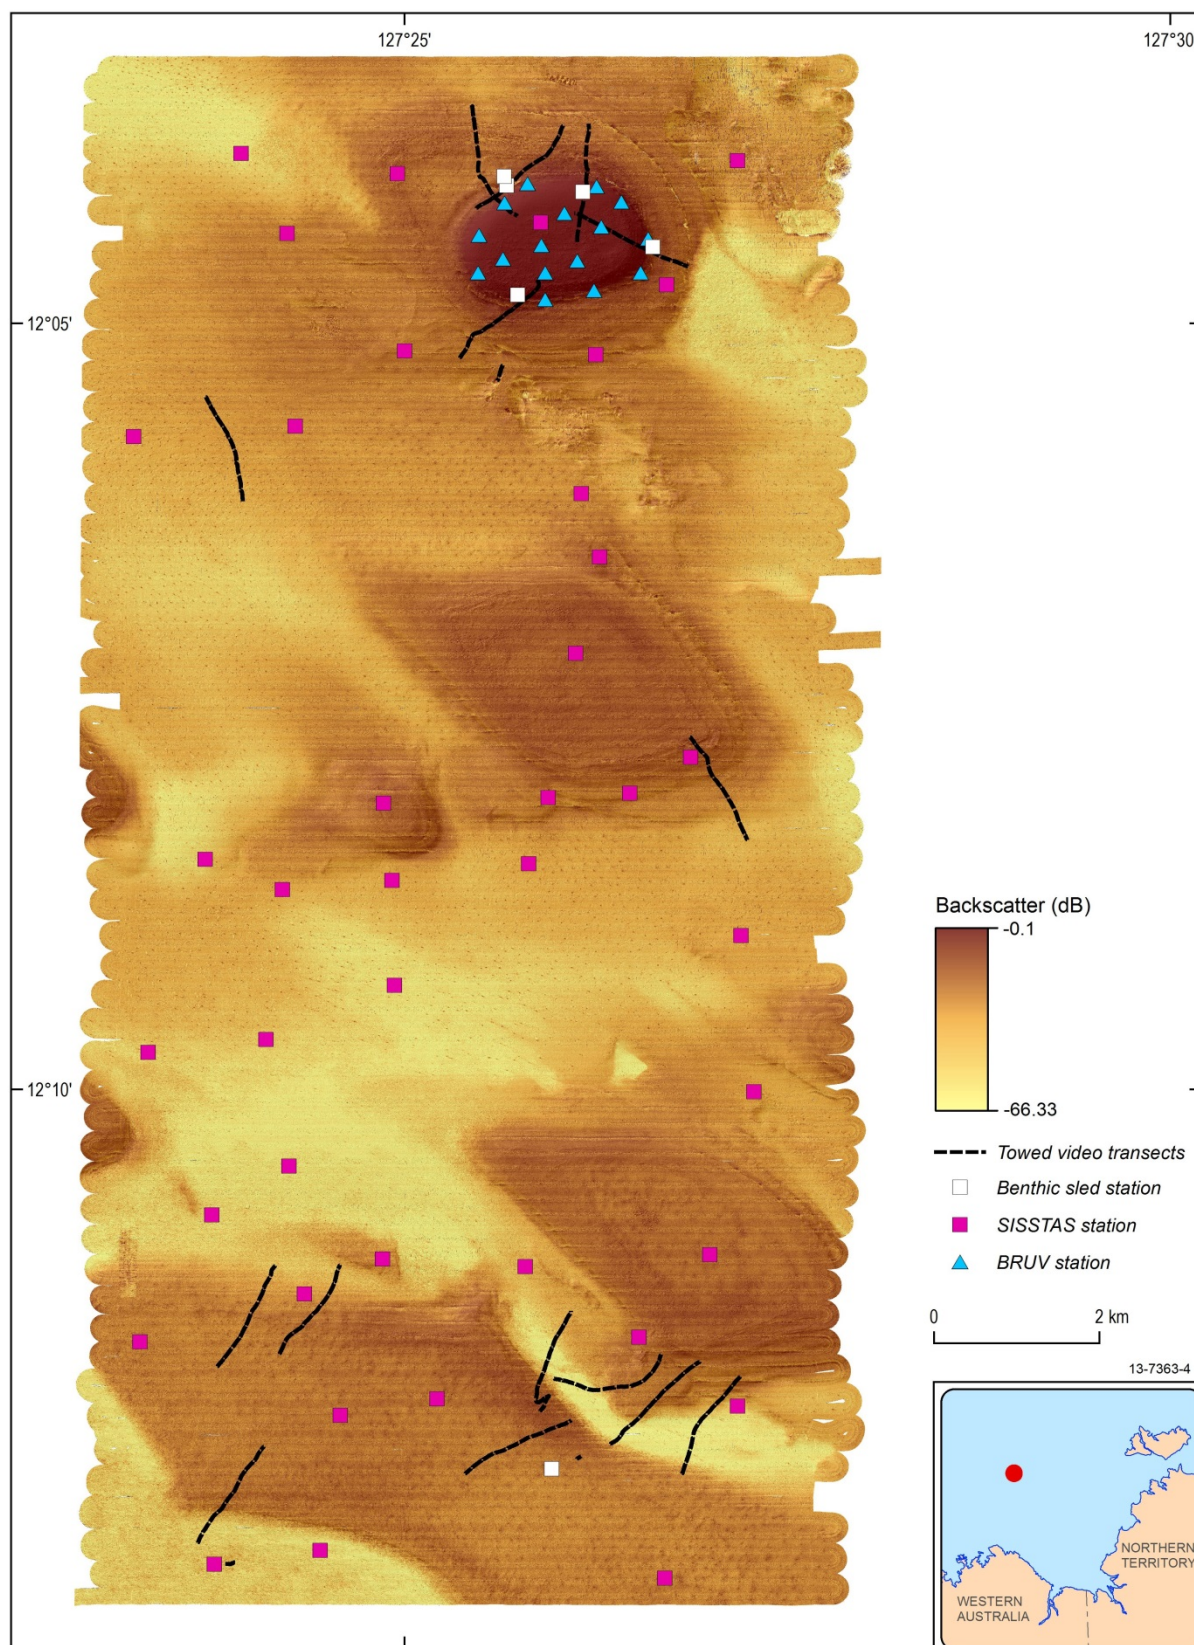 127°25'
127°30'
12°05'
12°10'
Backscatter (dB)
-0.1
-66.33
Towed video transects
Benthic sled station
SISSTAS station
BRUV station
0
2 km
13-7363-4
NORTHERN
TERRITORY
WESTERN
AUSTRALIA